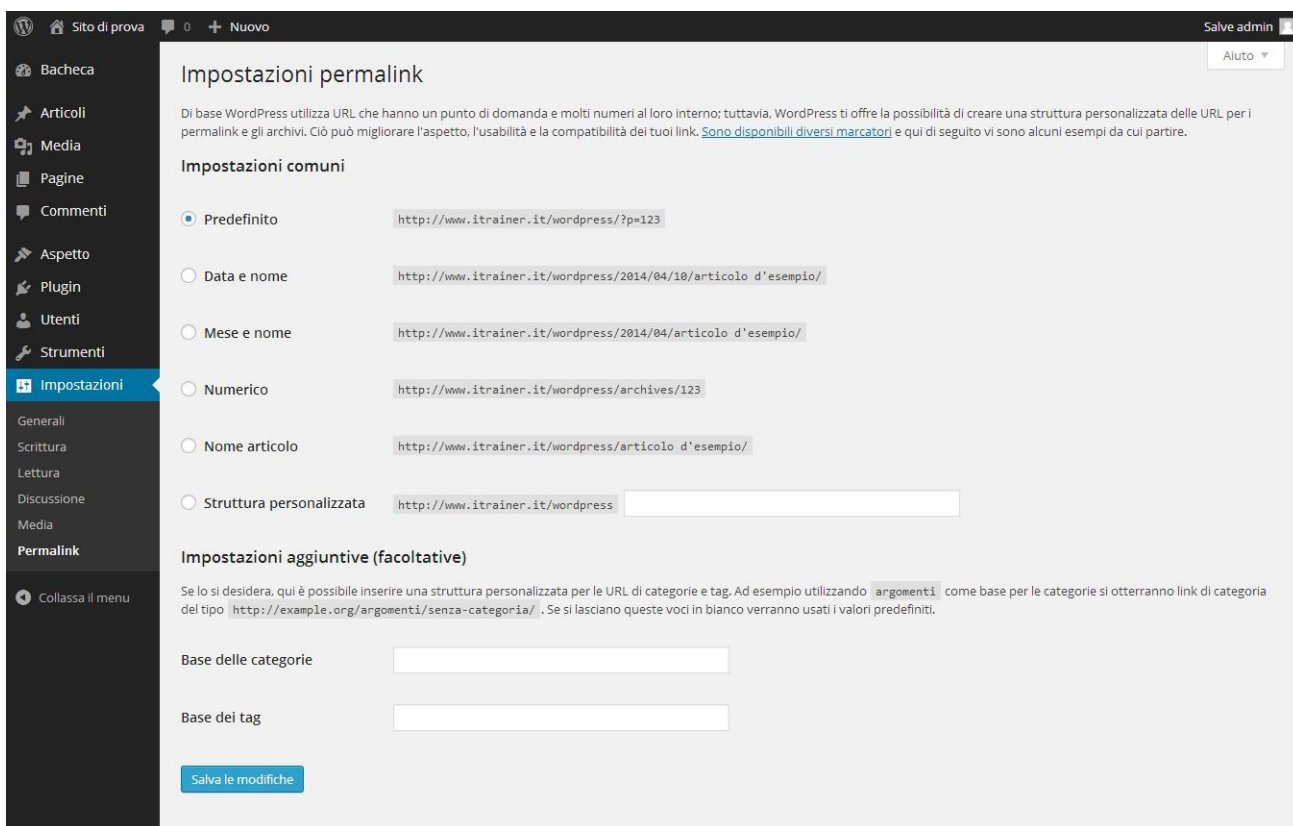 Sito di prova 0 + Nuovo Salve admin
Aiuto
Bacheca
Articoli
Media
Pagine
Commenti
Aspetto
Plugin
Utenti
Strumenti
Impostazioni
Generali
Scrittura
Lettura
Discussione
Media
Permalink
Collassa il menu
Impostazioni permalink
Di base WordPress utilizza URL che hanno un punto di domanda e molti numeri al loro interno; tuttavia, WordPress ti offre la possibilità di creare una struttura personalizzata delle URL per i
permalink e gli archivi. Ciò può migliorare l'aspetto, l'usabilità e la compatibilità dei tuoi link. Sono disponibili diversi marcatori e qui di seguito vi sono alcuni esempi da cui partire.
Impostazioni comuni
Predefinito http://www.itrainer.it/wordpress/?p=123
Data e nome http://www.itrainer.it/wordpress/2014/04/10/articolo d'esempio/
Mese e nome http://www.itrainer.it/wordpress/2014/04/articolo d'esempio/
Numerico http://www.itrainer.it/wordpress/archives/123
Nome articolo http://www.itrainer.it/wordpress/articolo d'esempio/
Struttura personalizzata http://www.itrainer.it/wordpress
Impostazioni aggiuntive (facoltative)
Se lo si desidera, qui è possibile inserire una struttura personalizzata per le URL di categorie e tag. Ad esempio utilizzando argomenti come base per le categorie si otterranno link di categoria
del tipo http://example.org/argomenti/senza-categoria/ . Se si lasciano queste voci in bianco verranno usati i valori predefiniti.
Base delle categorie
Base dei tag
Salva le modifiche